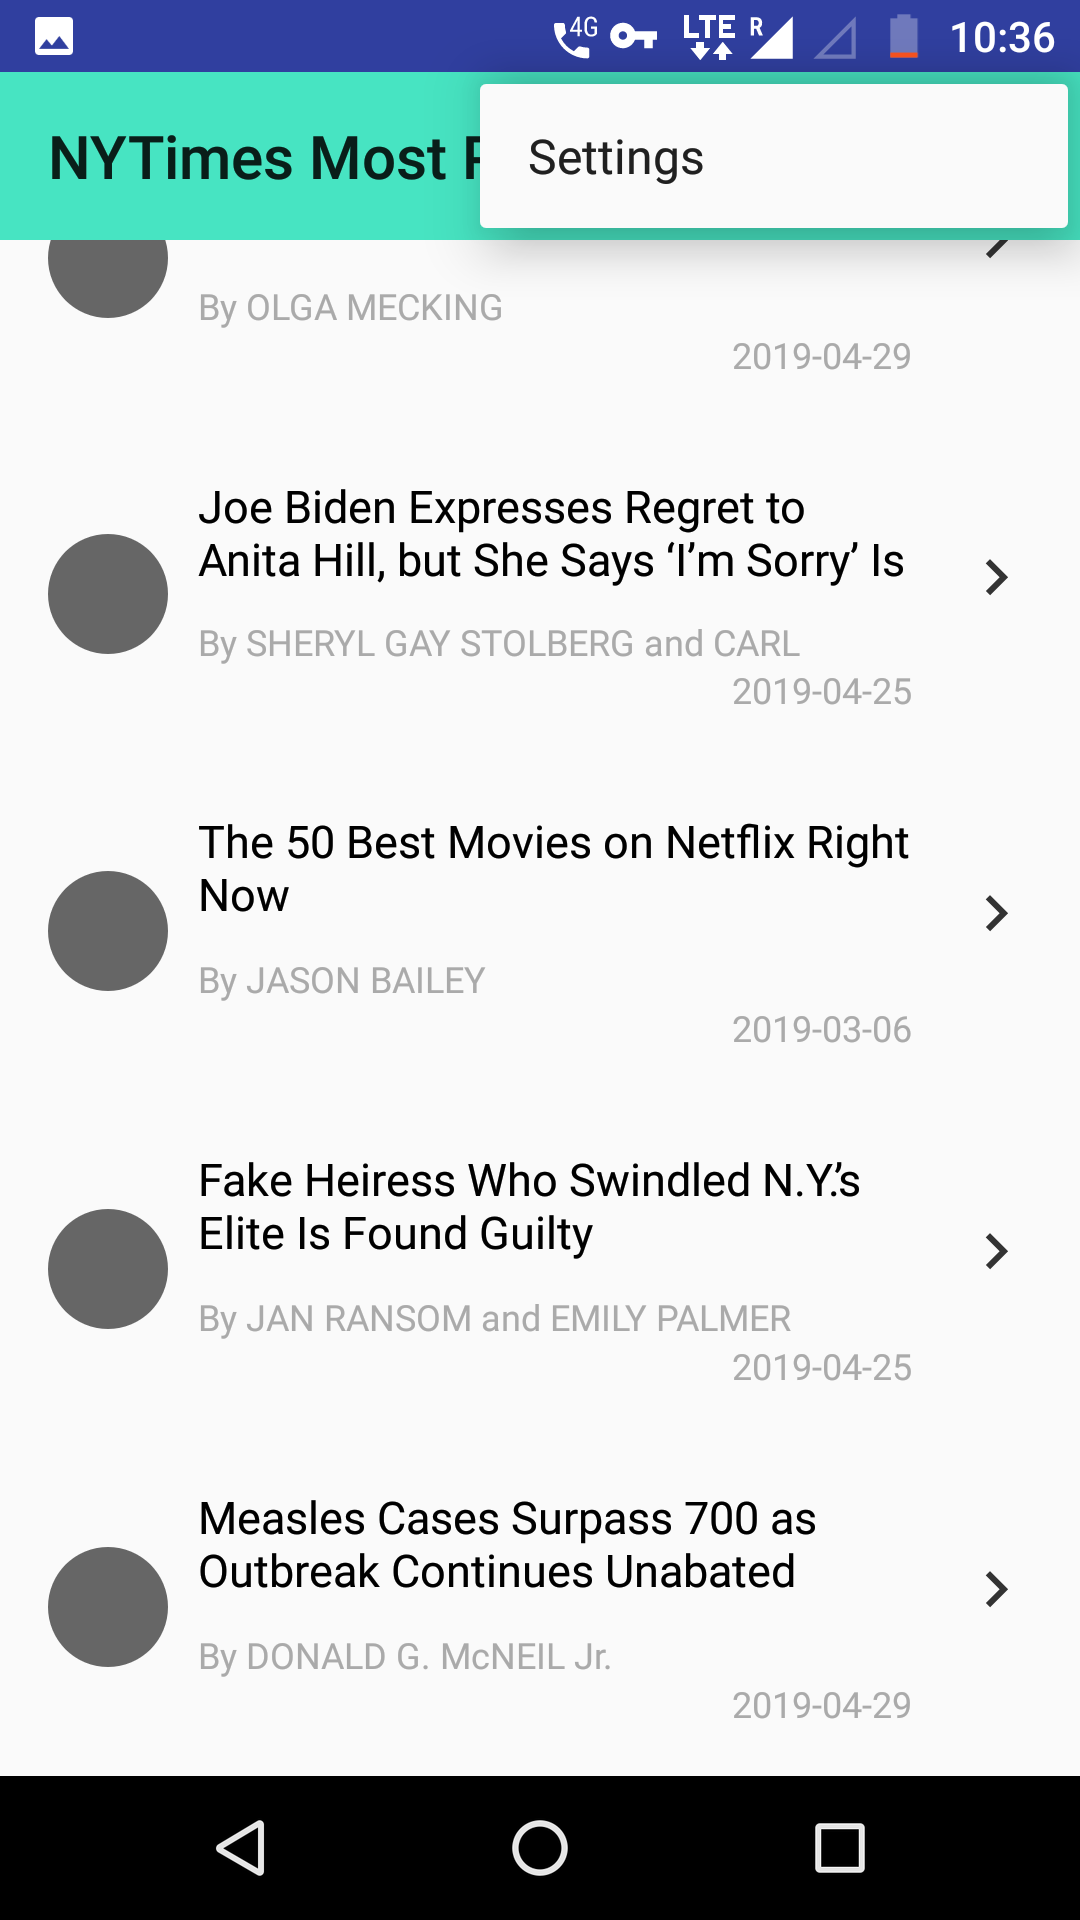 4G
LTE
R
10:36
NYTimes Most
Settings
By OLGA MECKING
2019-04-29
Joe Biden Expresses Regret to
Anita Hill, but She Says ‘I’m Sorry’ Is
By SHERYL GAY STOLBERG and CARL
2019-04-25
The 50 Best Movies on Netflix Right
Now
By JASON BAILEY
2019-03-06
Fake Heiress Who Swindled N.Y.’s
Elite Is Found Guilty
By JAN RANSOM and EMILY PALMER
2019-04-25
Measles Cases Surpass 700 as
Outbreak Continues Unabated
By DONALD G. McNEIL Jr.
2019-04-29